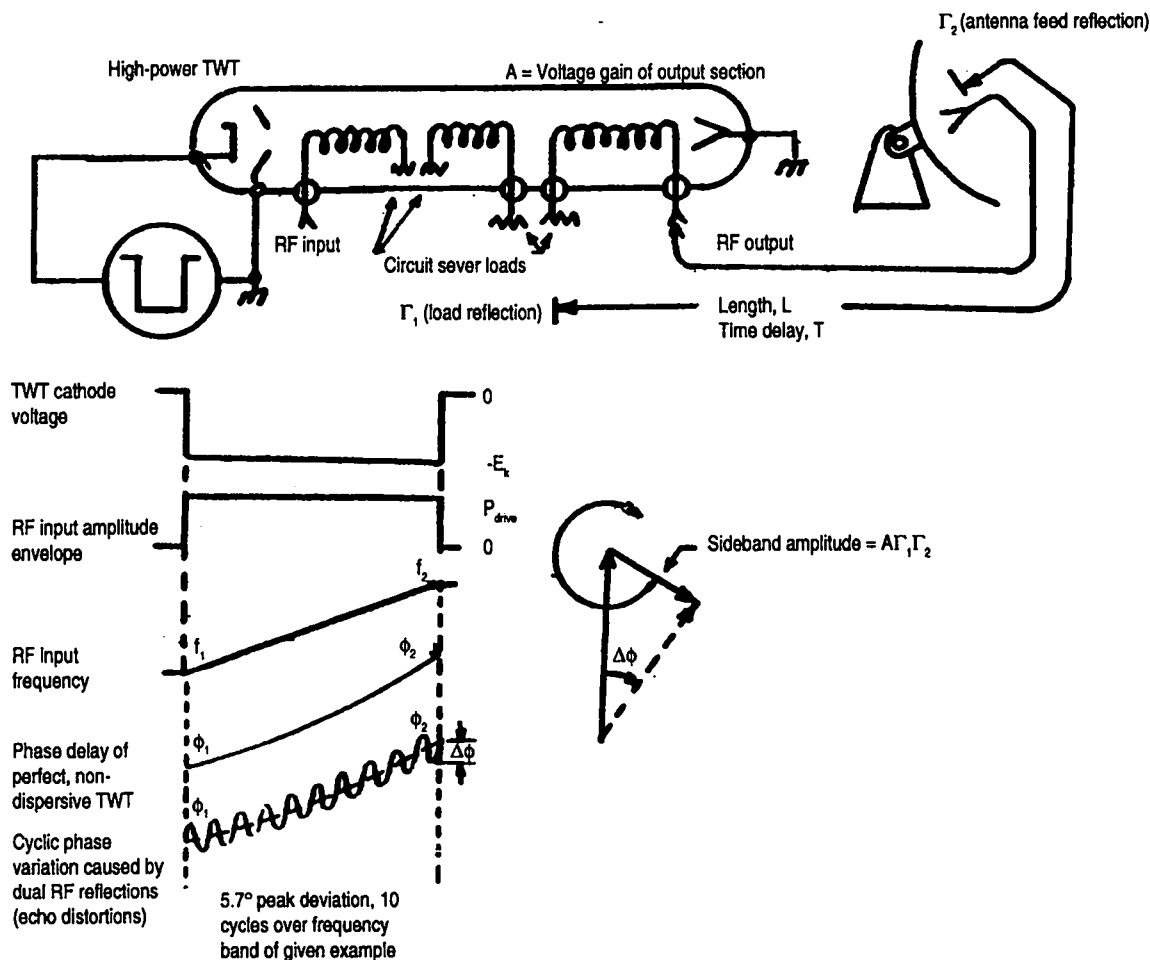 Γ₂ (antenna feed reflection)
High-power TWT
A = Voltage gain of output section
RF input
Circuit sever loads
RF output
Γ₁ (load reflection)
Length, L
Time delay, T
TWT cathode
voltage
0
-Eₖ
RF input amplitude
envelope
P_drive
0
f₂
f₁
RF Input
frequency
ϕ₂
ϕ₁
Phase delay of
perfect, non-
dispersive TWT
ϕ₂
Δϕ
ϕ₁
Cyclic phase
variation caused by
dual RF reflections
(echo distortions)
5.7° peak deviation, 10
cycles over frequency
band of given example
Sideband amplitude = AΓ₁Γ₂
Δϕ